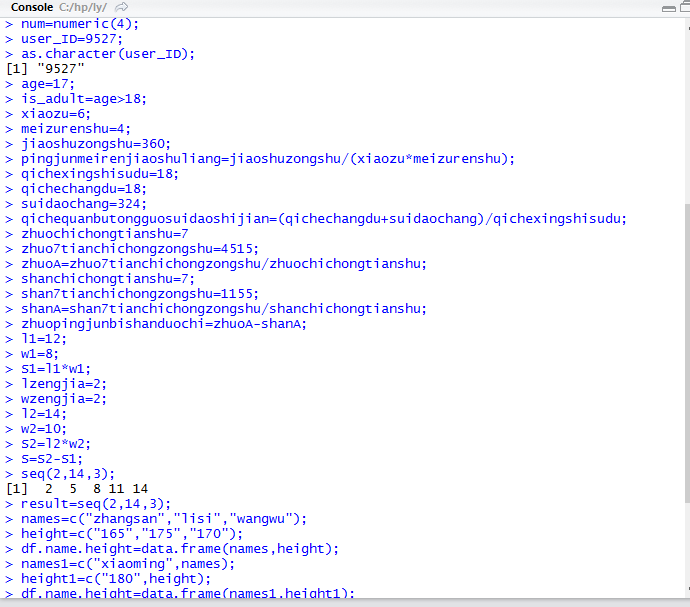 Console C:/hp/ly/
> num=numeric(4);
> user_ID=9527;
> as.character(user_ID);
[1] "9527"
> age=17;
> is_adult=age>18;
> xiaozu=6;
> meizurenshu=4;
> jiaoshuzongshu=360;
> pingjunmeirenjiaoshuliang=jiaoshuzongshu/(xiaozu*meizurenshu);
> qichexingshisudu=18;
> qichechangdu=18;
> suidaochang=324;
> qichequanbutongguosuidaoshijian=(qichechangdu+suidaochang)/qichexingshisudu;
> zhuochichongtianshu=7
> zhuo7tianchichongzongshu=4515;
> zhuoA=zhuo7tianchichongzongshu/zhuochichongtianshu;
> shanchichongtianshu=7;
> shan7tianchichongzongshu=1155;
> shanA=shan7tianchichongzongshu/shanchichongtianshu;
> zhuopingjunbishanduochi=zhuoA-shanA;
> l1=12;
> w1=8;
> S1=l1*w1;
> lzengjia=2;
> wzengjia=2;
> l2=14;
> w2=10;
> S2=l2*w2;
> S=S2-S1;
> seq(2,14,3);
[1]  2  5  8 11 14
> result=seq(2,14,3);
> names=c("zhangsan","lisi","wangwu");
> height=c("165","175","170");
> df.name.height=data.frame(names,height);
> names1=c("xiaoming",names);
> height1=c("180",height);
> df.name.height=data.frame(names1,height1);